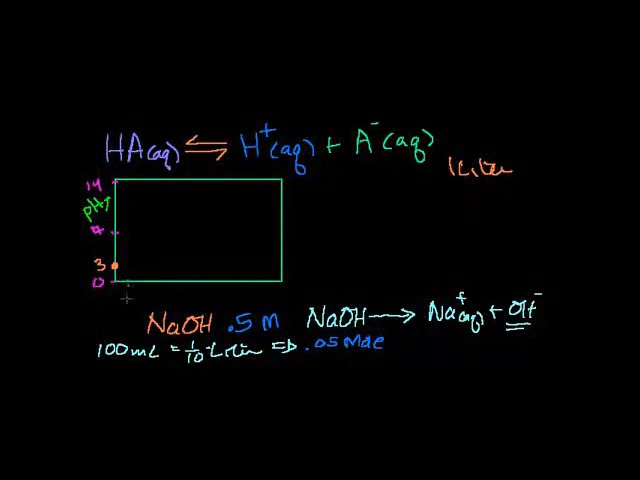 HA(aq) ⇌ H⁺(aq) + A⁻(aq)
1 Liter
14
pH↑
7
3
0
NaOH .5 M NaOH → Na⁺(aq) + OH⁻
100 mL = 1/10 Liter ⇒ .05 Mole